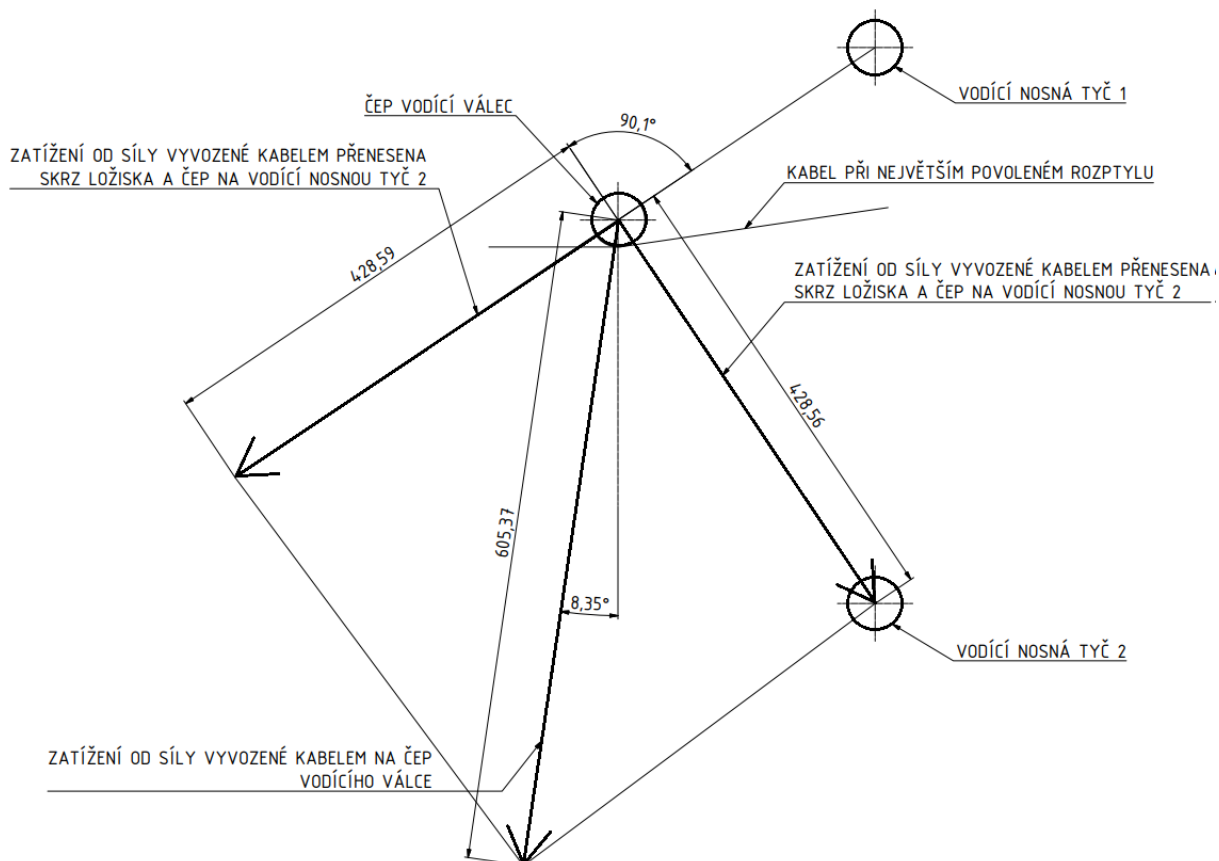 VODÍCÍ NOSNÁ TYČ 1
ČEP VODÍCÍ VÁLEC
90,1°
ZATÍŽENÍ OD SÍLY VYVOZENÉ KABELEM PŘENESENA
SKRZ LOŽISKA A ČEP NA VODÍCÍ NOSNOU TYČ 2
KABEL PŘI NEJVĚTŠÍM POVOLENÉM ROZPTYLU
428,59
ZATÍŽENÍ OD SÍLY VYVOZENÉ KABELEM PŘENESENA
SKRZ LOŽISKA A ČEP NA VODÍCÍ NOSNOU TYČ 2
428,56
605,37
8,35°
VODÍCÍ NOSNÁ TYČ 2
ZATÍŽENÍ OD SÍLY VYVOZENÉ KABELEM NA ČEP
VODÍCÍHO VÁLCE